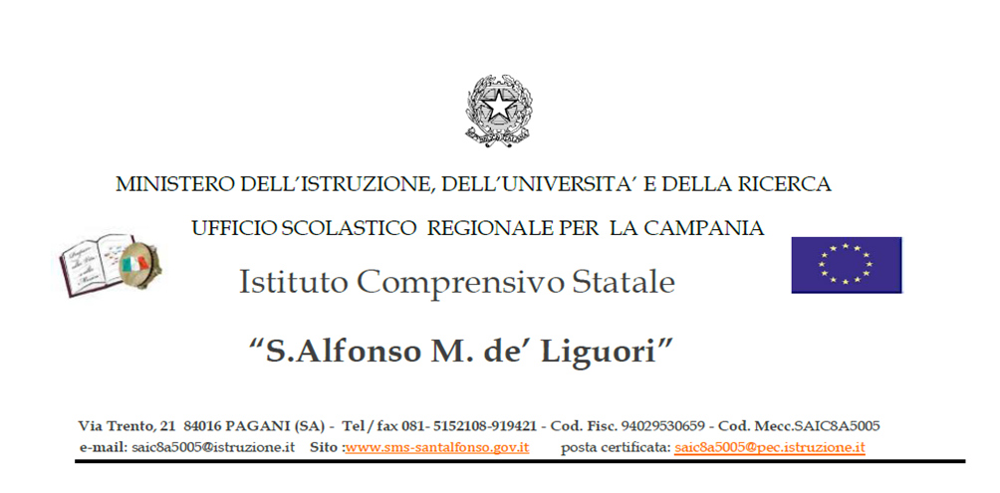 MINISTERO DELL'ISTRUZIONE, DELL'UNIVERSITA' E DELLA RICERCA
UFFICIO SCOLASTICO REGIONALE PER LA CAMPANIA
Istituto Comprensivo Statale
“S.Alfonso M. de’ Liguori”
Via Trento, 21 84016 PAGANI (SA) - Tel / fax 081- 5152108-919421 - Cod. Fisc. 94029530659 - Cod. Mecc.SAIC8A5005
e-mail: saic8a5005@istruzione.it Sito :www.sms-santalfonso.gov.it posta certificata: saic8a5005@pec.istruzione.it